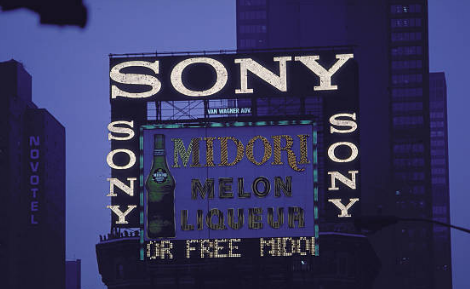 SONY
VAN WAGNER ADV.
SONY
SONY
MIDORI
MELON
LIQUEUR
OR FREE MIDO
NOVOTEL